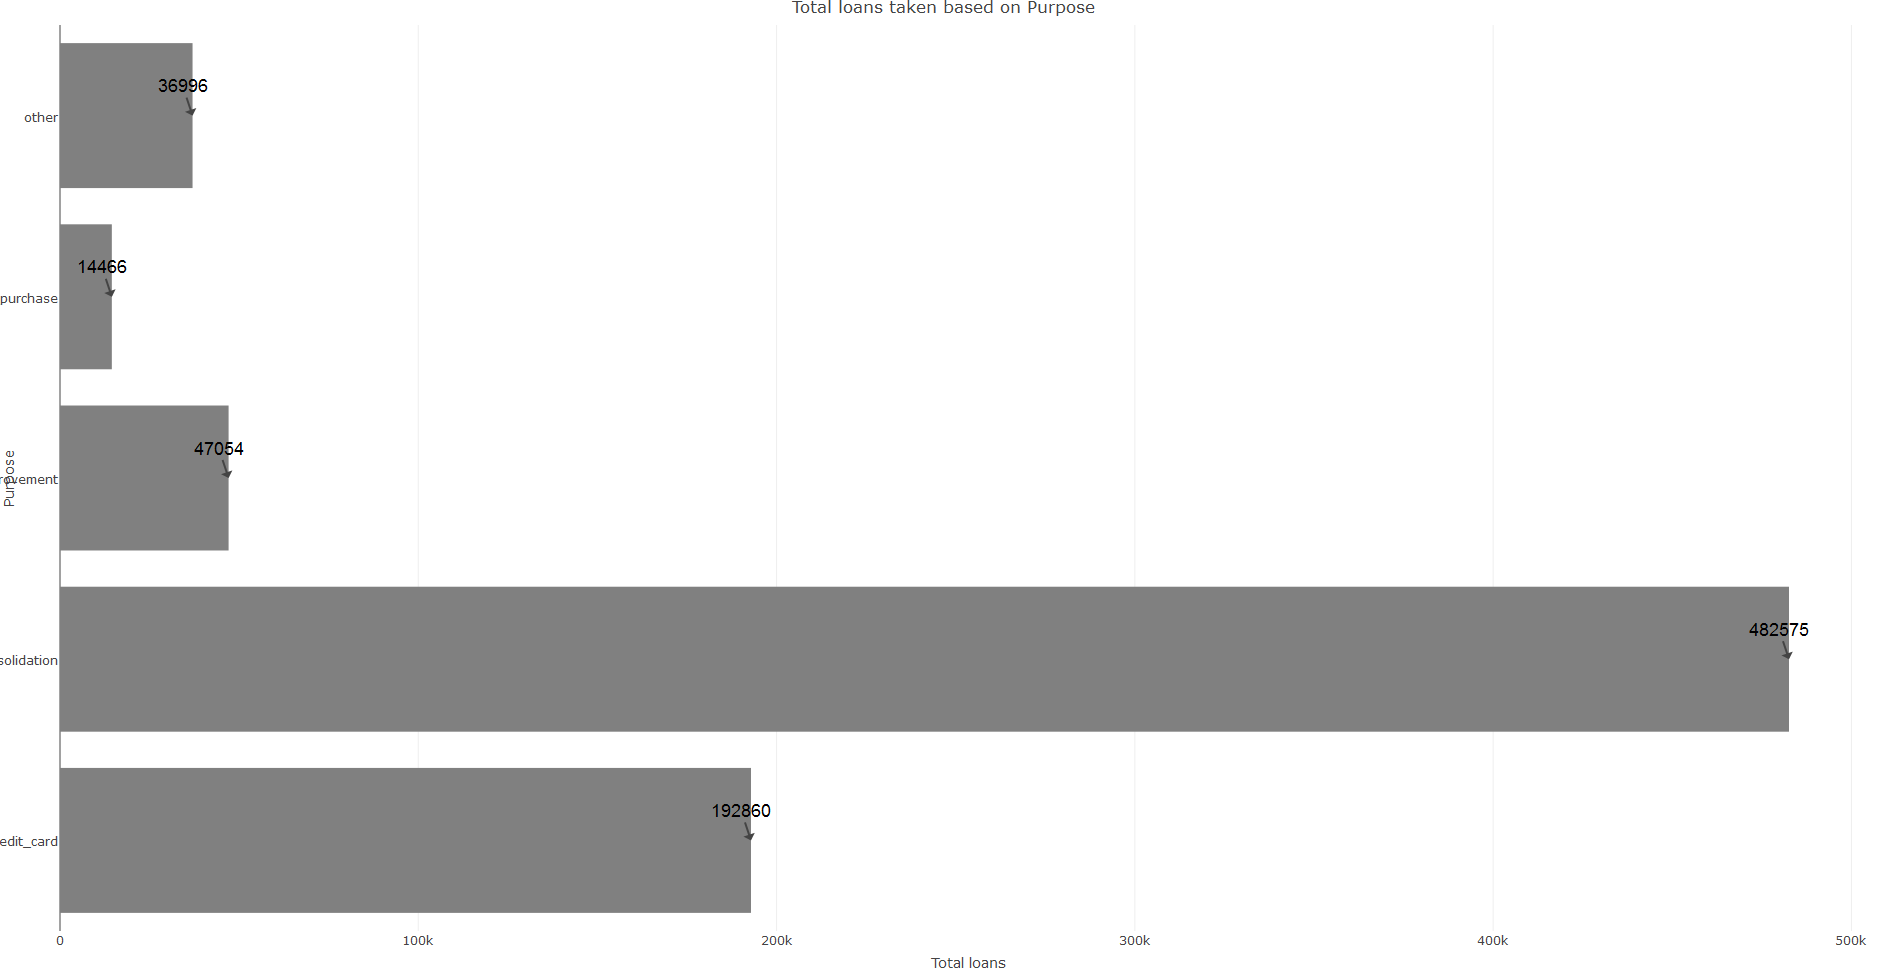 Total loans taken based on Purpose
36996
other
14466
purchase
47054
rovement
Purpose
482575
solidation
192860
edit_card
0 100k 200k 300k 400k 500k
Total loans